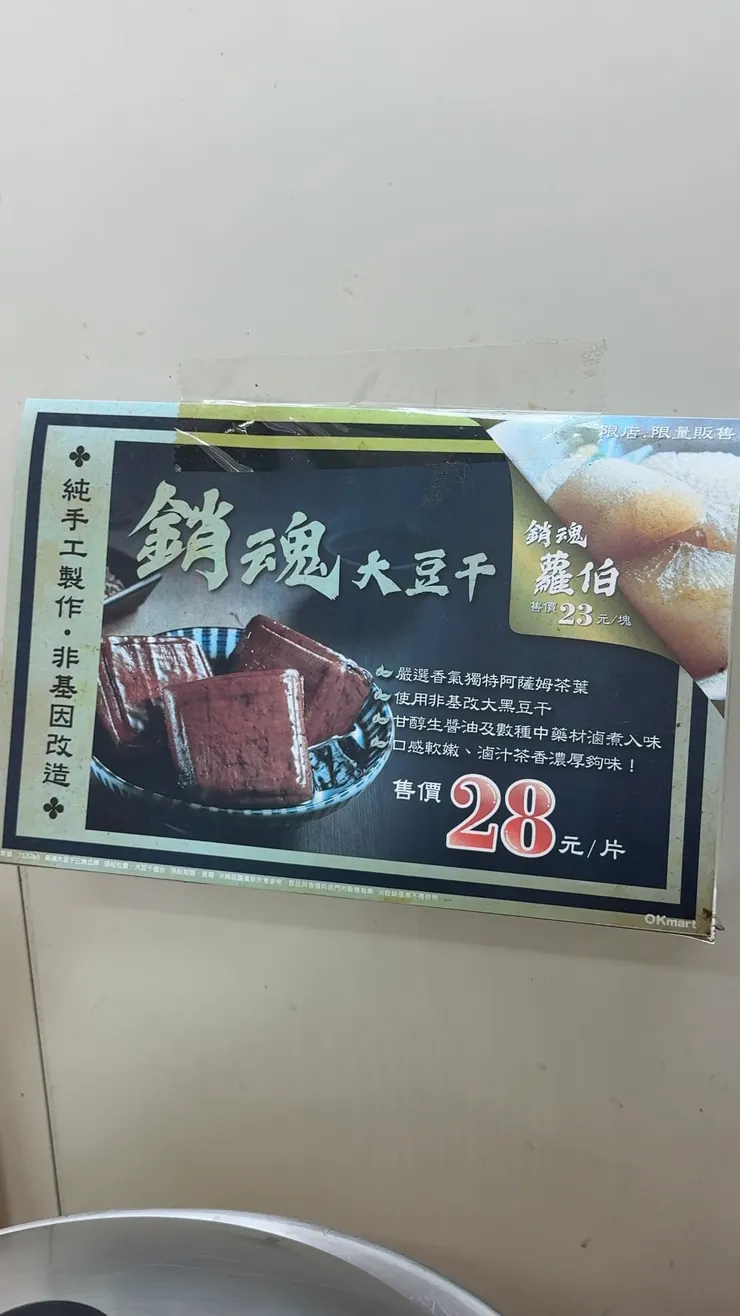 純手工製作・非基因改造
銷魂大豆干
限店.限量販售
銷魂
蘿蔔
售價23元/塊
嚴選香氣獨特阿薩姆茶葉
使用非基改大黑豆干
甘醇生醬油及數種中藥材滷煮入味
口感軟嫩、滷汁茶香濃厚夠味！
售價28元/片
OKmart